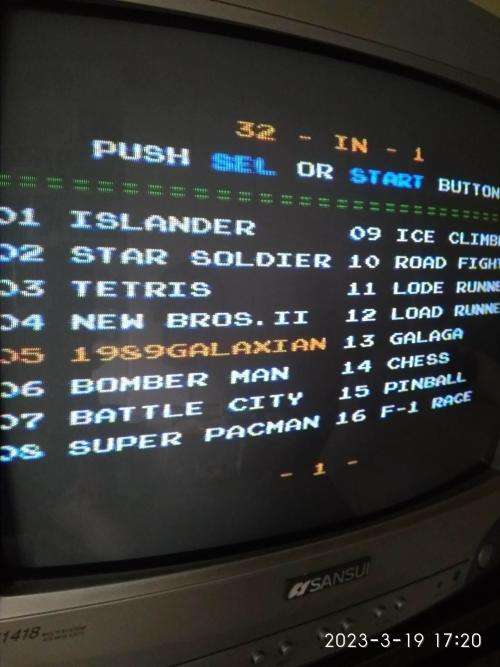 32 - IN - 1
PUSH SEL OR START BUTTON
01 ISLANDER
02 STAR SOLDIER
03 TETRIS
04 NEW BROS.II
05 1989GALAXIAN
06 BOMBER MAN
07 BATTLE CITY
08 SUPER PACMAN
09 ICE CLIMB
10 ROAD FIGH
11 LODE RUNNE
12 LOAD RUNNE
13 GALAGA
14 CHESS
15 PINBALL
16 F-1 RACE
- 1 -
SANSUI
1418
2023-3-19 17:20